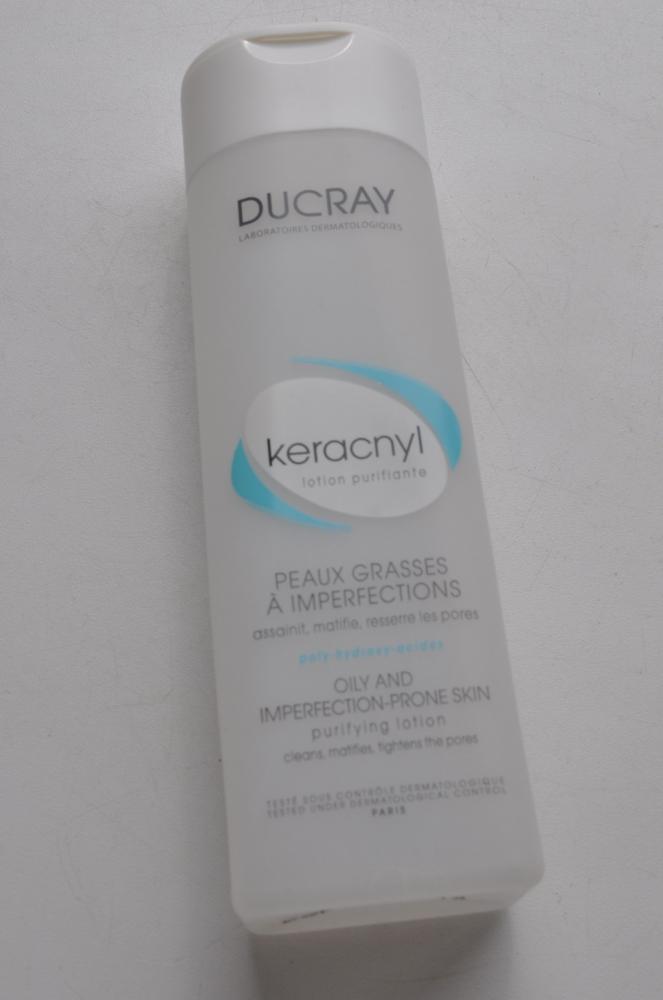 DUCRAY
LABORATOIRES DERMATOLOGIQUES
keracnyl
lotion purifiante
PEAUX GRASSES
À IMPERFECTIONS
assainit, matifie, resserre les pores
poly-hydroxy-acides
OILY AND
IMPERFECTION-PRONE SKIN
purifying lotion
cleans, matifies, tightens the pores
TESTÉ SOUS CONTRÔLE DERMATOLOGIQUE
TESTED UNDER DERMATOLOGICAL CONTROL
PARIS